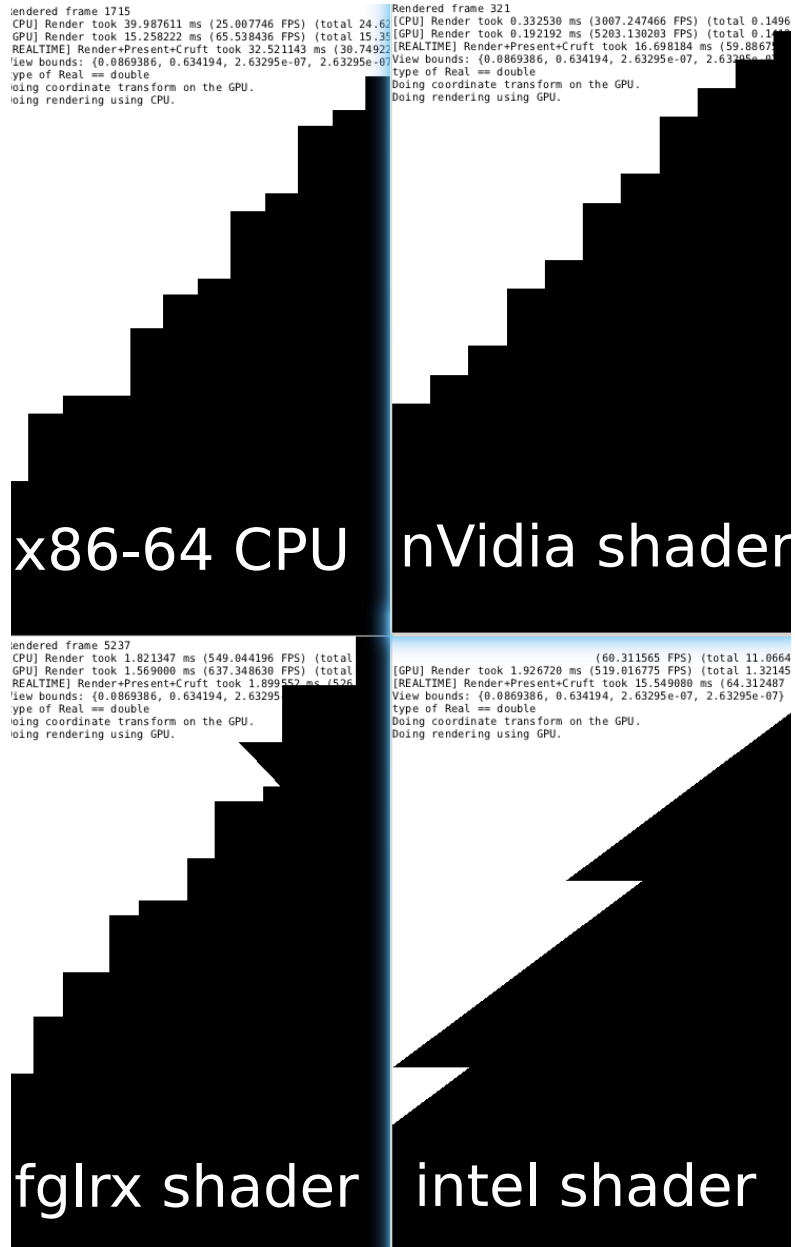 Rendered frame 1715
CPU] Render took 39.987611 ms (25.007746 FPS) (total 24.62
GPU] Render took 15.258222 ms (65.538436 FPS) (total 15.35
REALTIME] Render+Present+Cruft took 32.521143 ms (30.74922
View bounds: {0.0869386, 0.634194, 2.63295e-07, 2.63295e-07
type of Real == double
Doing coordinate transform on the GPU.
Doing rendering using CPU.
x86-64 CPU
Rendered frame 321
[CPU] Render took 0.332530 ms (3007.247466 FPS) (total 0.1496
[GPU] Render took 0.192192 ms (5203.130203 FPS) (total
[REALTIME] Render+Present+Cruft took 16.698184 ms (59.88675
View bounds: {0.0869386, 0.634194, 2.63295e-07,
type of Real == double
Doing coordinate transform on the GPU.
Doing rendering using GPU.
nVidia shader
Rendered frame 5237
CPU] Render took 1.821347 ms (549.044196 FPS) (total
GPU] Render took 1.569000 ms (637.348630 FPS) (total
REALTIME] Render+Present+Cruft took 1.899552 ms (526
View bounds: {0.0869386, 0.634194, 2.63295
type of Real == double
Doing coordinate transform on the GPU.
Doing rendering using GPU.
fglrx shader
(60.311565 FPS) (total 11.0664
[GPU] Render took 1.926720 ms (519.016775 FPS) (total 1.32145
[REALTIME] Render+Present+Cruft took 15.549080 ms (64.312487
View bounds: {0.0869386, 0.634194, 2.63295e-07, 2.63295e-07}
type of Real == double
Doing coordinate transform on the GPU.
Doing rendering using GPU.
intel shader